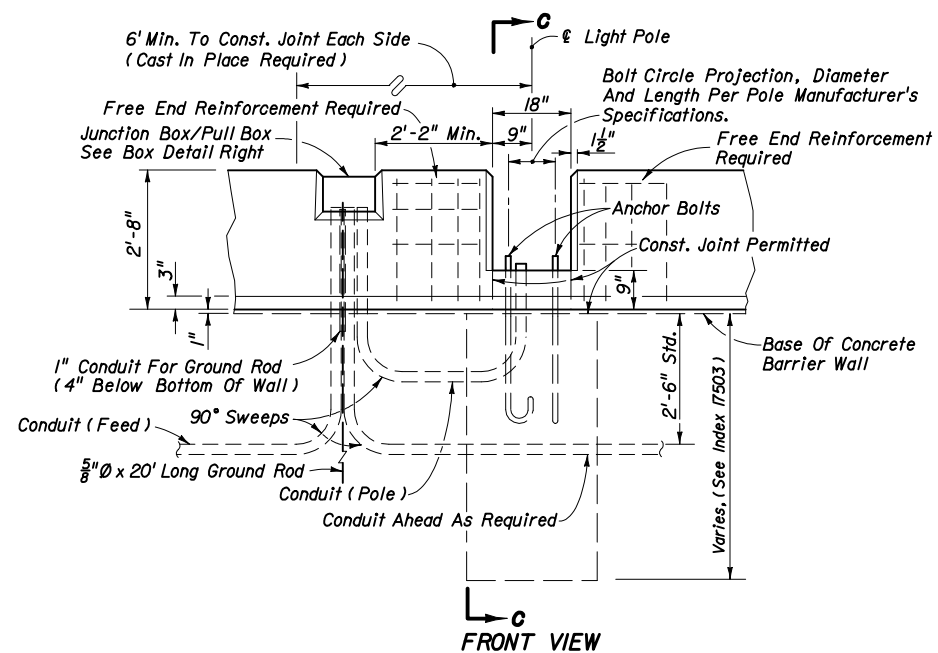 C
6' Min. To Const. Joint Each Side
(Cast In Place Required)
℄ Light Pole
Bolt Circle Projection, Diameter
And Length Per Pole Manufacturer's
Specifications.
Free End Reinforcement Required
18"
Junction Box/Pull Box
See Box Detail Right
2'-2" Min.
9"
1½"
Free End Reinforcement
Required
Anchor Bolts
2'-8"
Const. Joint Permitted
3"
9"
1"
Base Of Concrete
Barrier Wall
1" Conduit For Ground Rod
(4" Below Bottom Of Wall)
2'-6" Std.
90° Sweeps
Conduit (Feed)
⅝"Ø x 20' Long Ground Rod
Conduit (Pole)
Conduit Ahead As Required
Varies, (See Index 17503)
C
FRONT VIEW